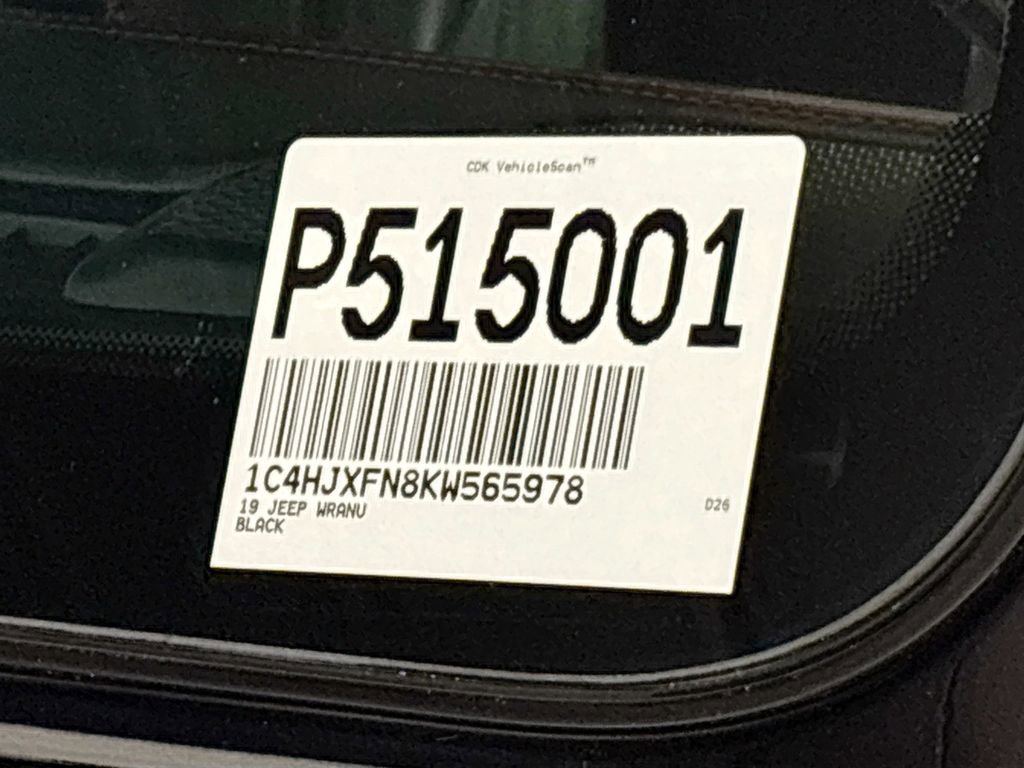 CDK VehicleScan™
P515001
1C4HJXFN8KW565978
19 JEEP WRANU
BLACK
D26